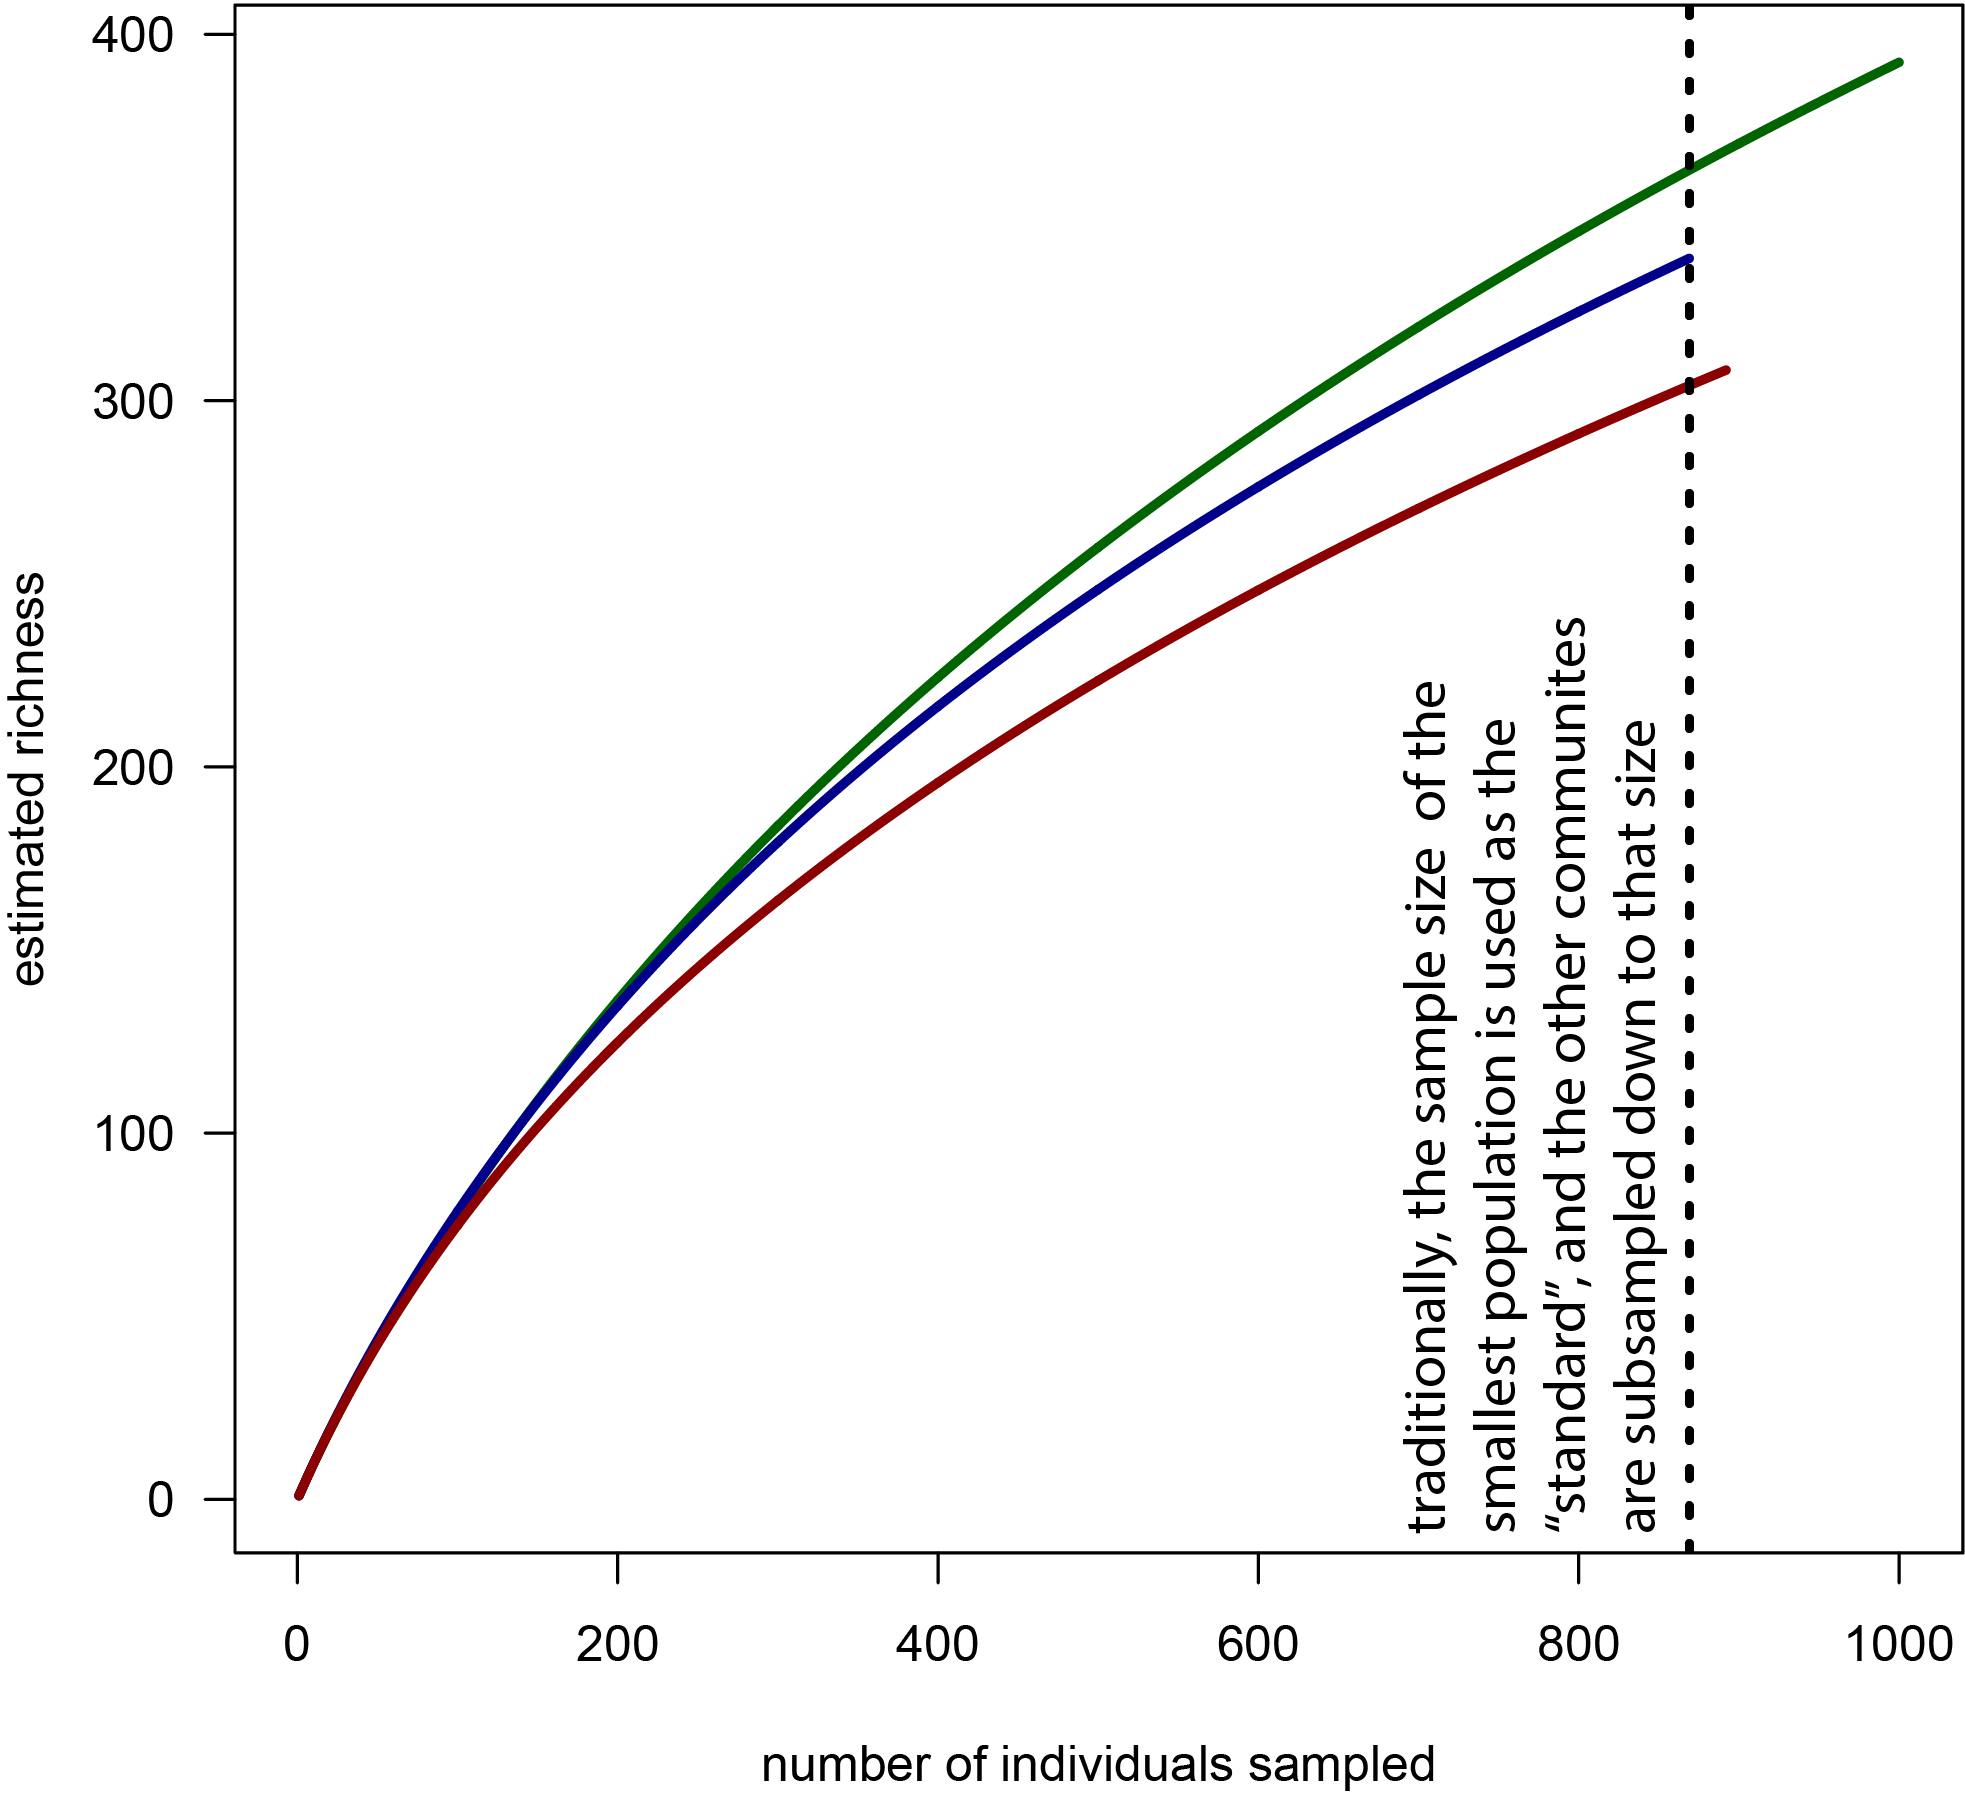 400
300
200
100
0
estimated richness
traditionally, the sample size  of the
smallest population is used as the
“standard”, and the other communites
are subsampled down to that size
0 200 400 600 800 1000
number of individuals sampled